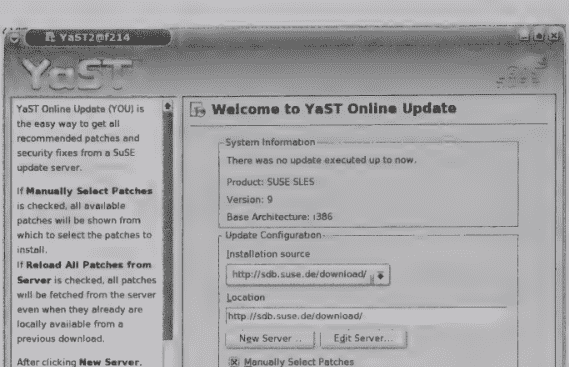 YaST2@f214
YaST
YaST Online Update (YOU) is
the easy way to get all
recommended patches and
security fixes from a SuSE
update server.
If Manually Select Patches
is checked, all available
patches will be shown from
which to select the patches to
install.
If Reload All Patches from
Server is checked, all patches
will be fetched from the server
even when they already are
locally available from a
previous download.
After clicking New Server,
Welcome to YaST Online Update
System Information
There was no update executed up to now.
Product: SUSE SLES
Version: 9
Base Architecture: i386
Update Configuration
Installation source
http://sdb.suse.de/download/
Location
http://sdb.suse.de/download/
New Server ...
Edit Server...
Manually Select Patches